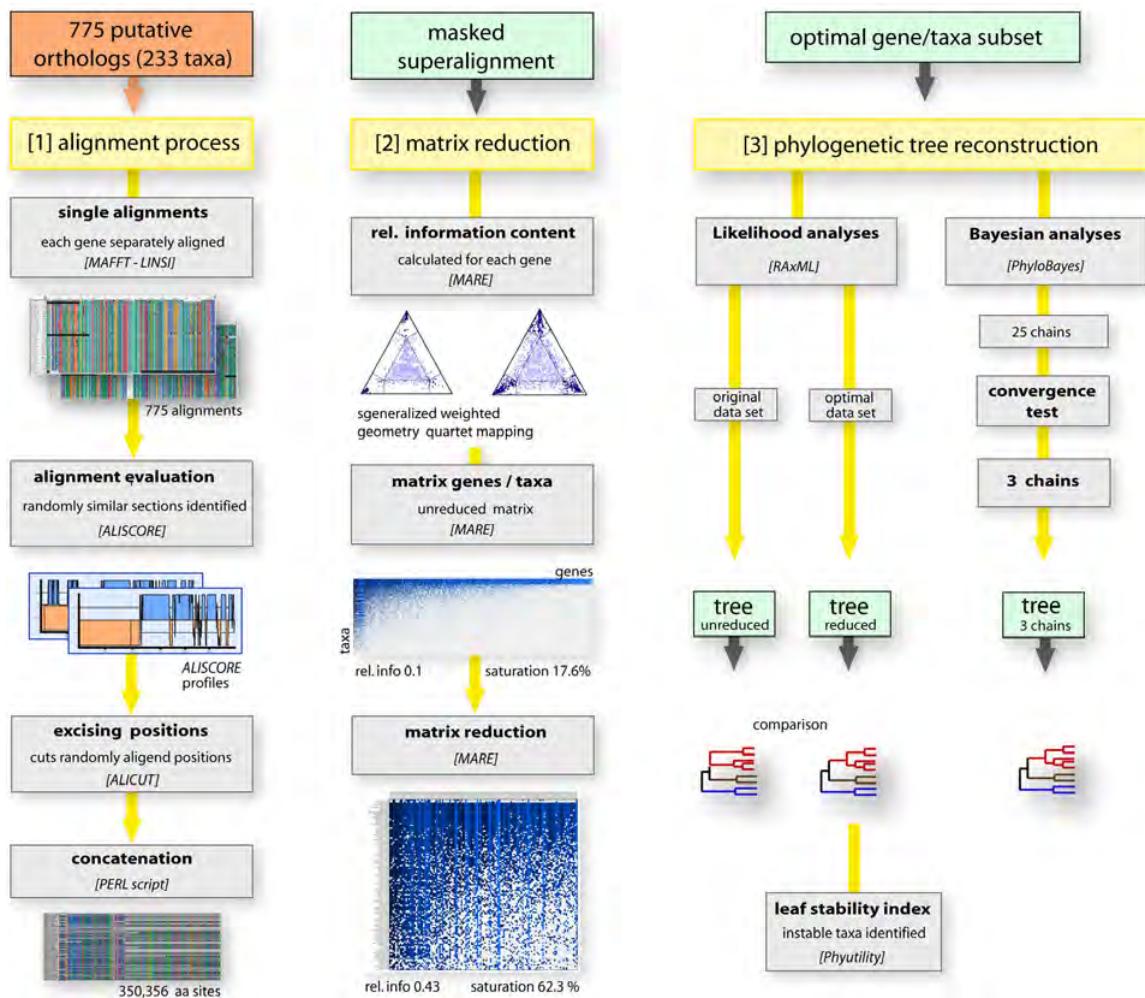 775 putative
orthologs (233 taxa)
[1] alignment process
single alignments
each gene separately aligned
[MAFFT - LINSI]
775 alignments
alignment evaluation
randomly similar sections identified
[ALISCORE]
ALISCORE
profiles
excising positions
cuts randomly aligend positions
[ALICUT]
concatenation
[PERL script]
350,356 aa sites
masked
superalignment
[2] matrix reduction
rel. information content
calculated for each gene
[MARE]
sgeneralized weighted
geometry quartet mapping
matrix genes / taxa
unreduced matrix
[MARE]
genes
taxa
rel. info 0.1 saturation 17.6%
matrix reduction
[MARE]
rel. info 0.43 saturation 62.3 %
optimal gene/taxa subset
[3] phylogenetic tree reconstruction
Likelihood analyses
[RAxML]
original
data set
optimal
data set
tree
unreduced
tree
reduced
Bayesian analyses
[PhyloBayes]
25 chains
convergence
test
3 chains
tree
3 chains
comparison
leaf stability index
instable taxa identified
[Phyutility]